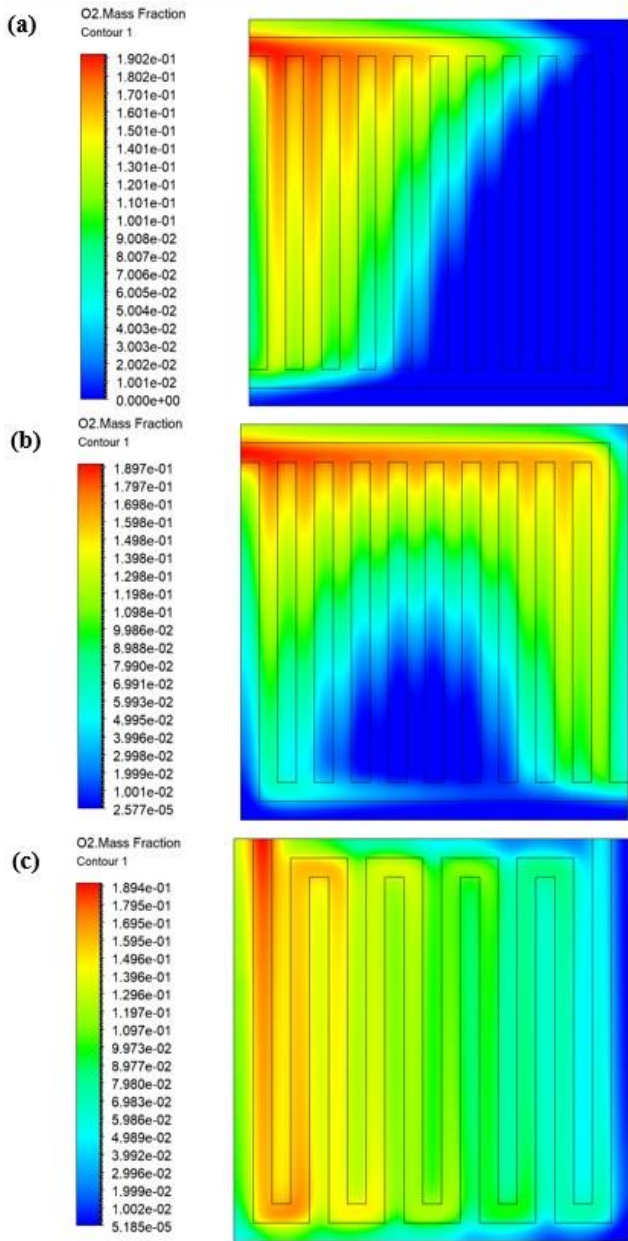 (a)
O2.Mass Fraction
Contour 1
1.902e-01
1.802e-01
1.701e-01
1.601e-01
1.501e-01
1.401e-01
1.301e-01
1.201e-01
1.101e-01
1.001e-01
9.008e-02
8.007e-02
7.006e-02
6.005e-02
5.004e-02
4.003e-02
3.002e-02
2.002e-02
1.001e-02
0.000e+00
(b)
O2.Mass Fraction
Contour 1
1.897e-01
1.797e-01
1.698e-01
1.598e-01
1.498e-01
1.398e-01
1.298e-01
1.198e-01
1.098e-01
9.986e-02
8.988e-02
7.990e-02
6.991e-02
5.993e-02
4.995e-02
3.996e-02
2.998e-02
1.999e-02
1.001e-02
2.577e-05
(c)
O2.Mass Fraction
Contour 1
1.894e-01
1.795e-01
1.695e-01
1.595e-01
1.496e-01
1.396e-01
1.296e-01
1.197e-01
1.097e-01
9.973e-02
8.977e-02
7.980e-02
6.983e-02
5.986e-02
4.989e-02
3.992e-02
2.996e-02
1.999e-02
1.002e-02
5.185e-05